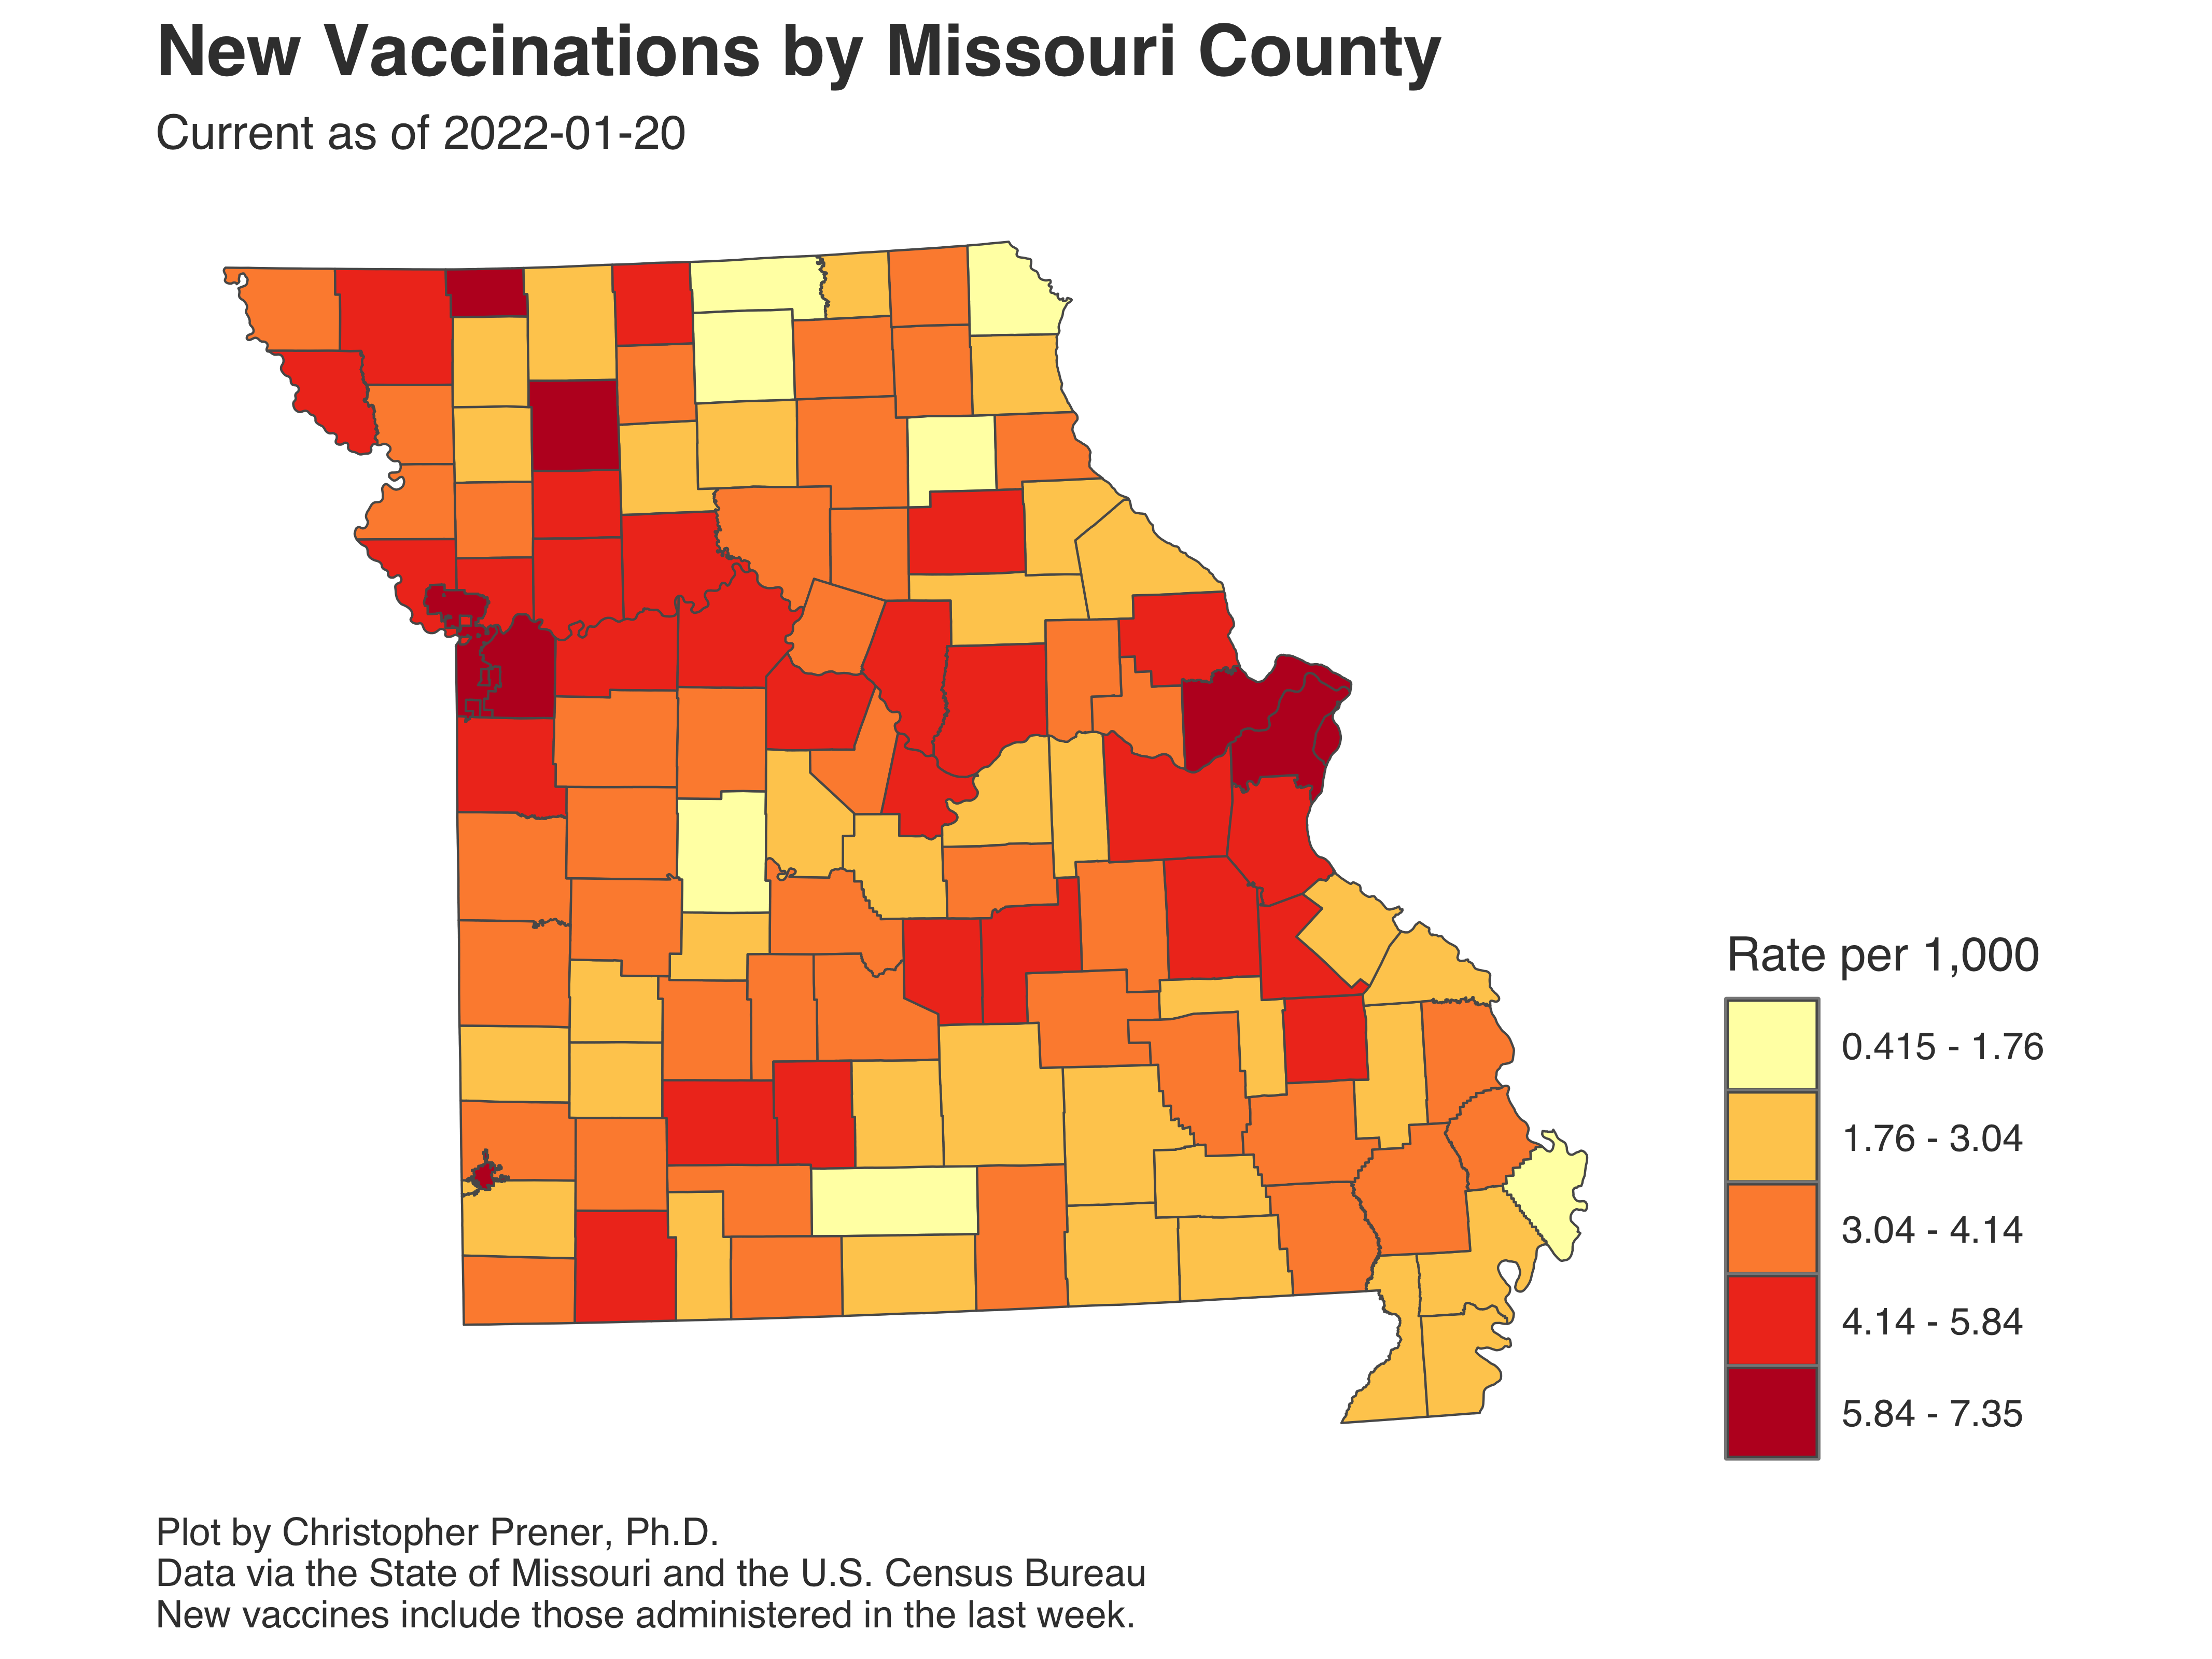 New Vaccinations by Missouri County
Current as of 2022-01-20
Rate per 1,000
0.415 - 1.76
1.76 - 3.04
3.04 - 4.14
4.14 - 5.84
5.84 - 7.35
Plot by Christopher Prener, Ph.D.
Data via the State of Missouri and the U.S. Census Bureau
New vaccines include those administered in the last week.